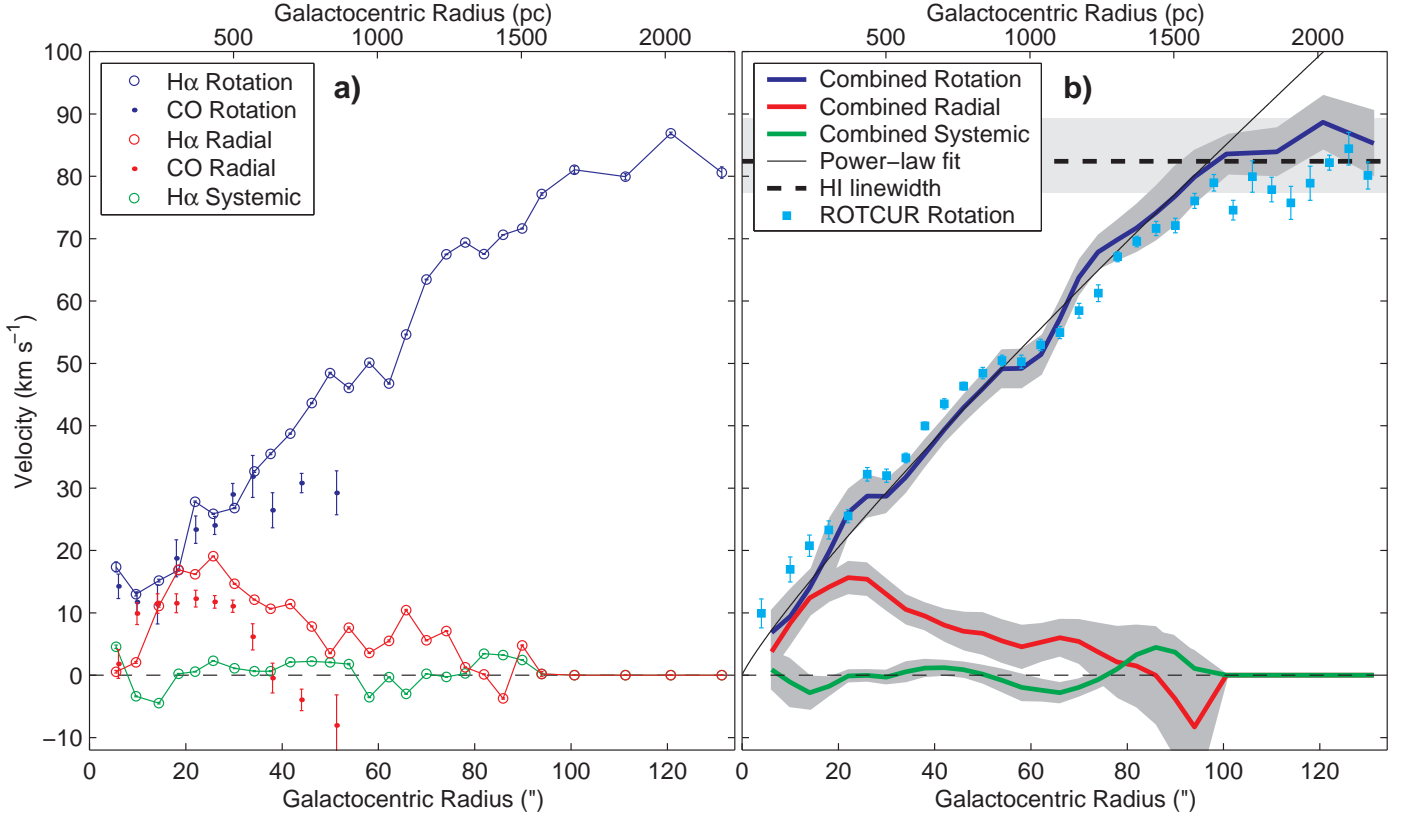 Galactocentric Radius (pc)
500 1000 1500 2000
Galactocentric Radius (pc)
500 1000 1500 2000
a)
Hα Rotation
CO Rotation
Hα Radial
CO Radial
Hα Systemic
b)
Combined Rotation
Combined Radial
Combined Systemic
Power−law fit
HI linewidth
ROTCUR Rotation
Velocity (km s−1)
100
90
80
70
60
50
40
30
20
10
0
−10
0 20 40 60 80 100 120
Galactocentric Radius (")
0 20 40 60 80 100 120
Galactocentric Radius (")